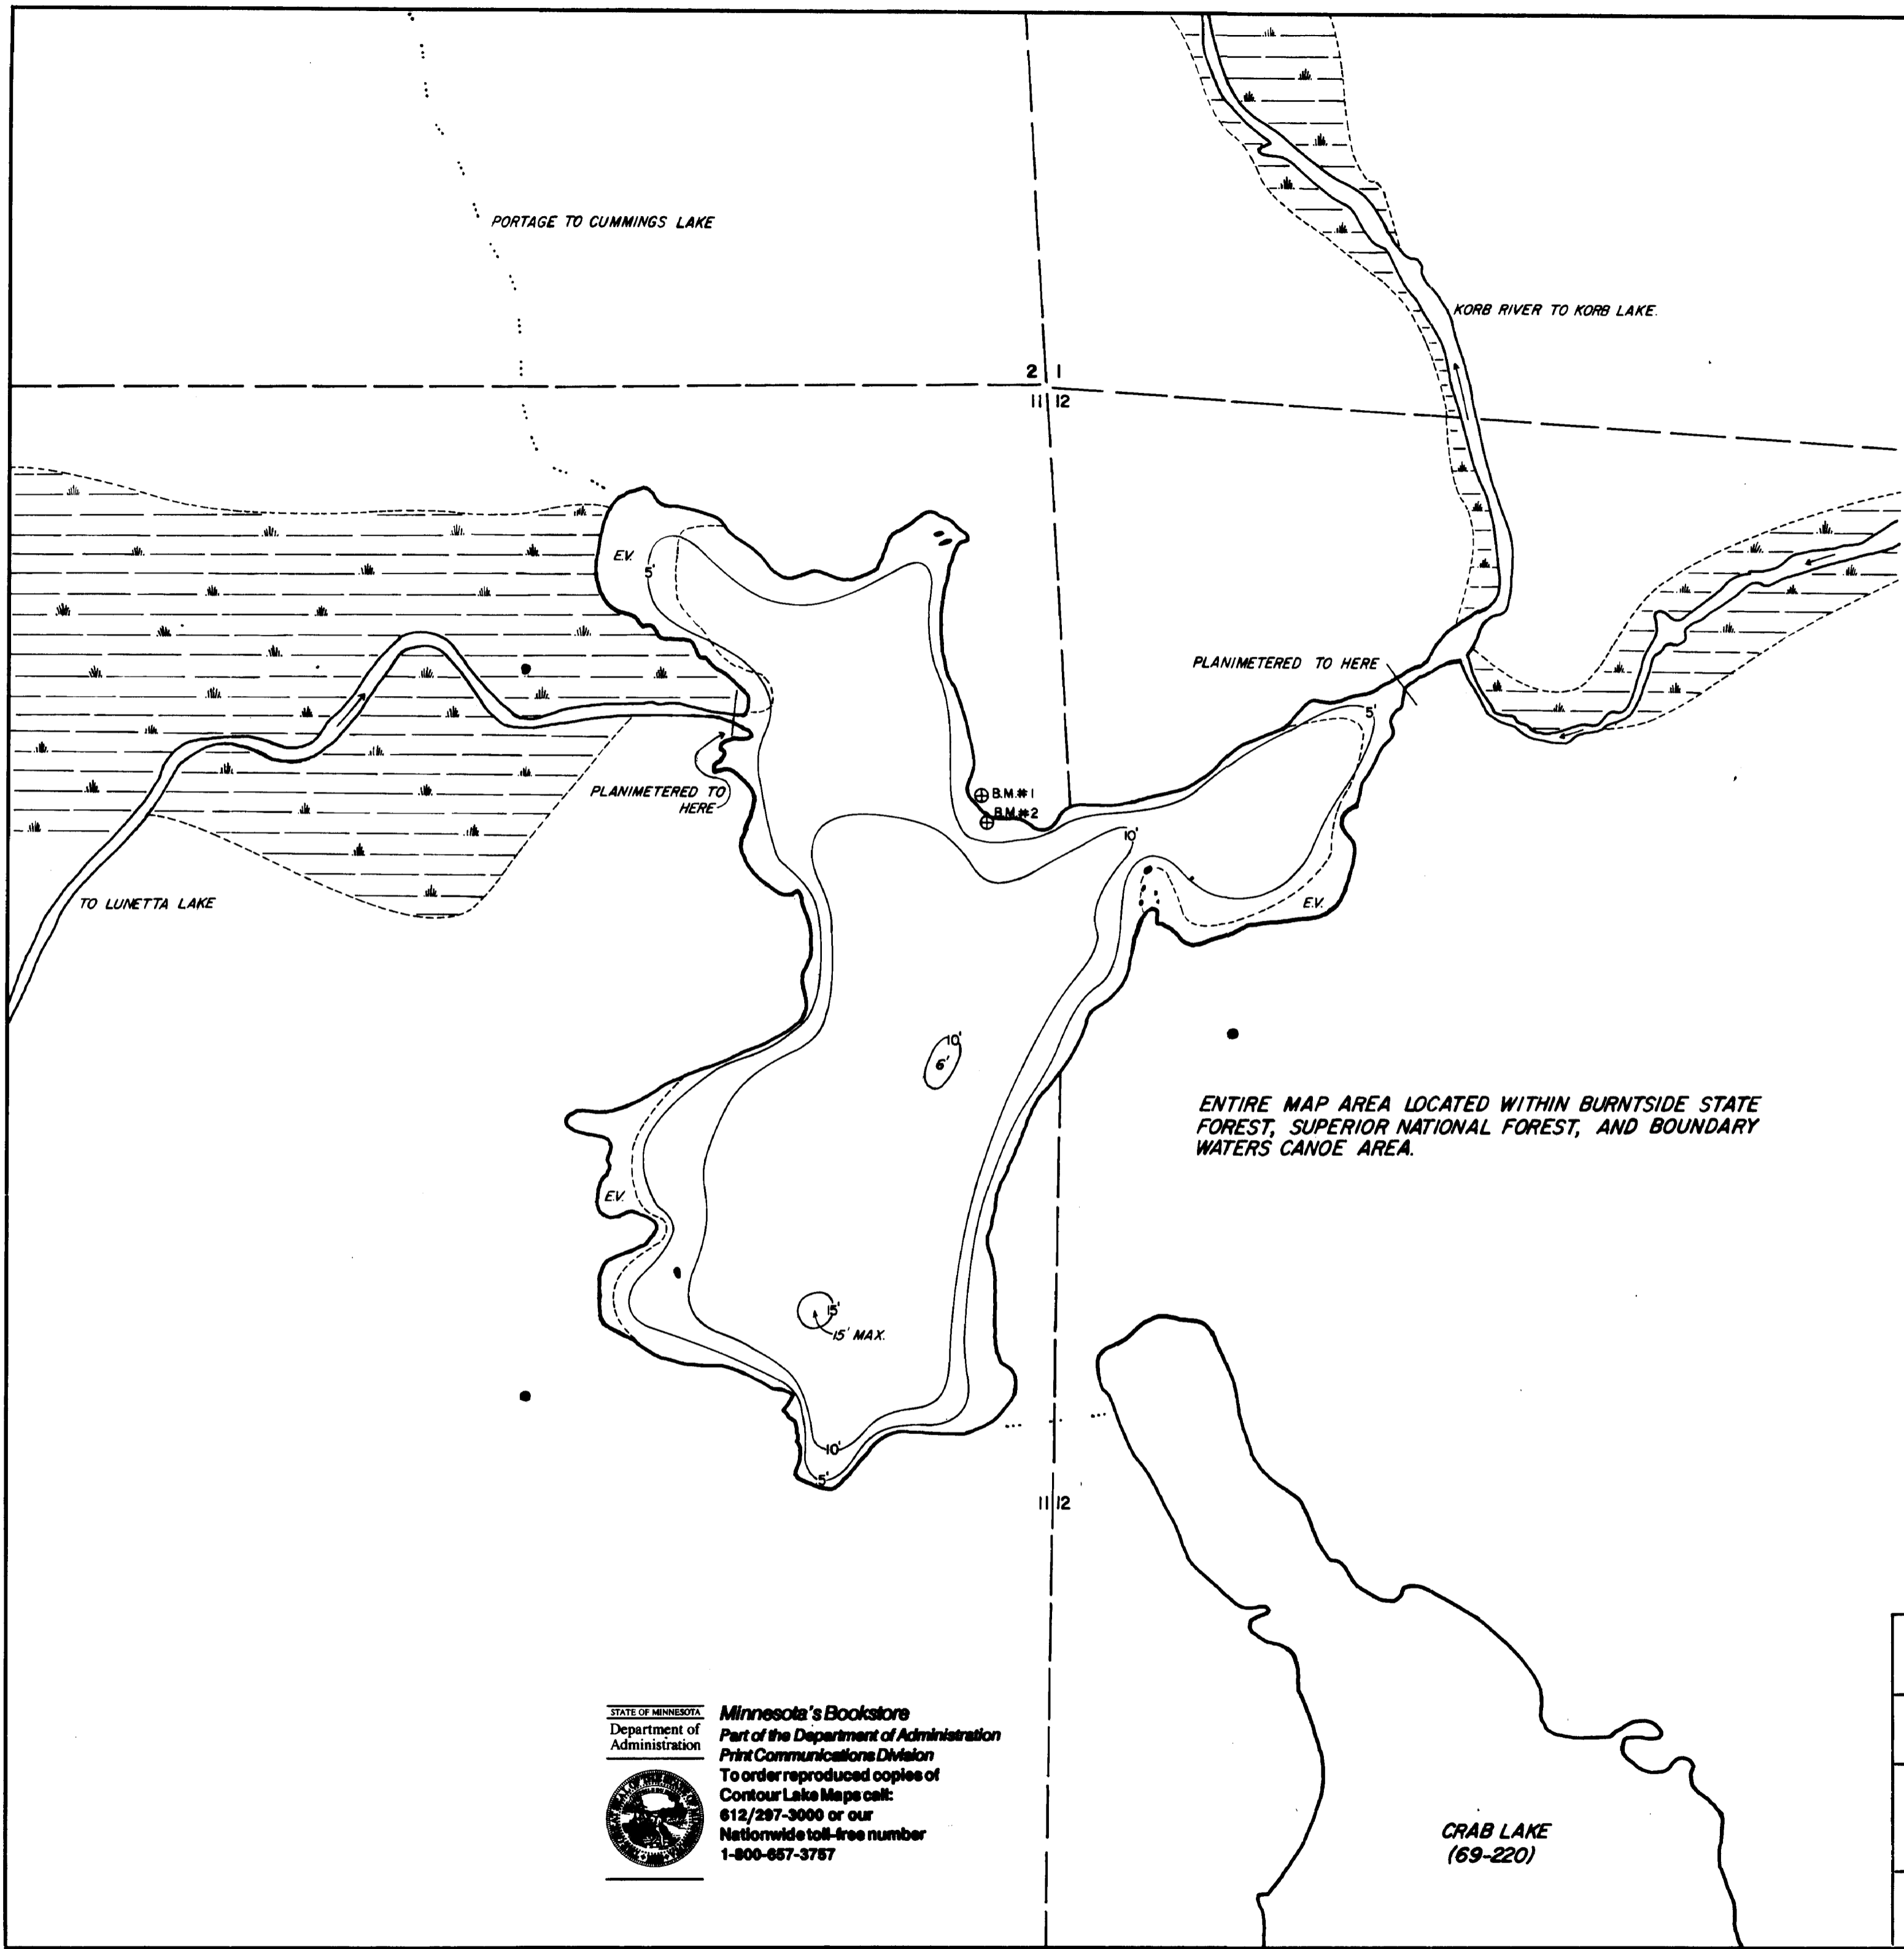 PORTAGE TO CUMMINGS LAKE
KORB RIVER TO KORB LAKE.
2 1
11 12
E.V.
5'
PLANIMETERED TO HERE
5'
B.M.#1
B.M.#2
PLANIMETERED TO
HERE
10'
TO LUNETTA LAKE
E.V.
10'
6'
ENTIRE MAP AREA LOCATED WITHIN BURNTSIDE STATE
FOREST, SUPERIOR NATIONAL FOREST, AND BOUNDARY
WATERS CANOE AREA.
E.V.
15'
15' MAX.
10'
5'
11 12
STATE OF MINNESOTA
Department of
Administration
Minnesota's Bookstore
Part of the Department of Administration
Print Communications Division
To order reproduced copies of
Contour Lake Maps call:
612/297-3000 or our
Nationwide toll-free number
1-800-657-3757
CRAB LAKE
(69-220)